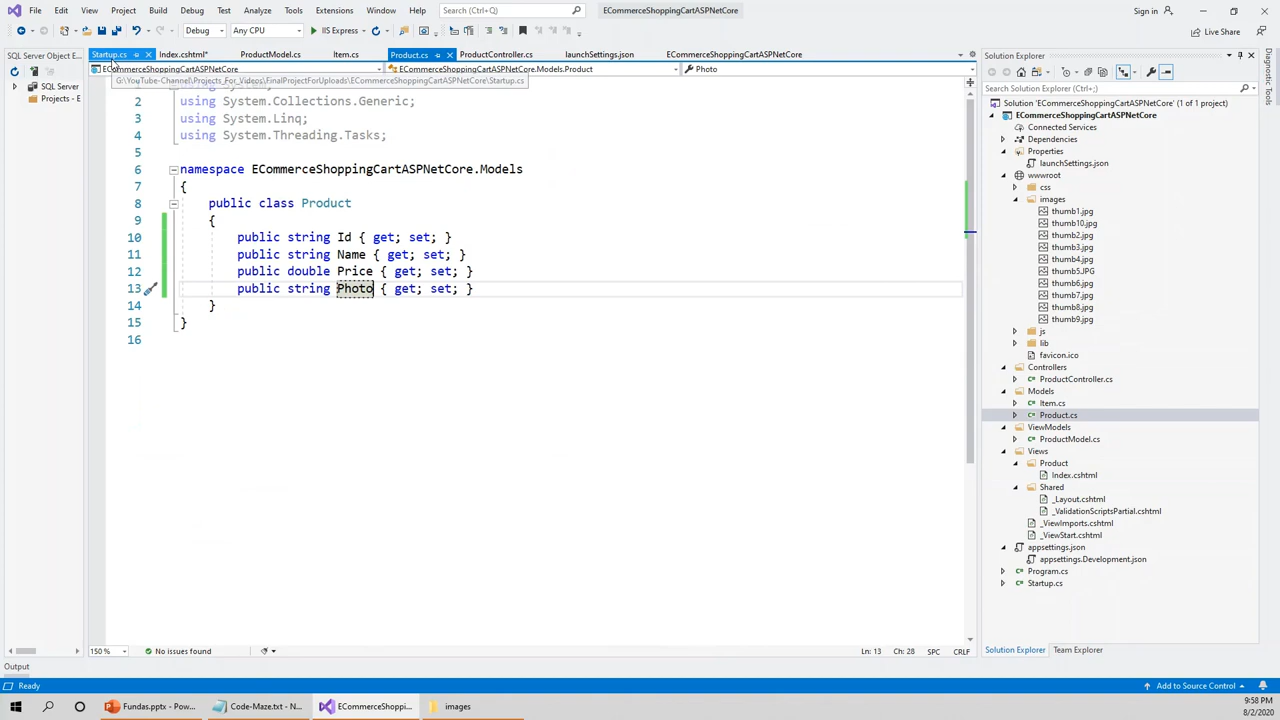 File Edit View Project Build Debug Test Analyze Tools Extensions Window Help Search (Ctrl+Q) ECommerceShoppingCartASPNetCore Sign in
Debug Any CPU IIS Express Live Share
SQL Server Object E... Startup.cs Index.cshtml* ProductModel.cs Item.cs Product.cs ProductController.cs launchSettings.json ECommerceShoppingCartASPNetCore
ECommerceShoppingCartASPNetCore ECommerceShoppingCartASPNetCore.Models.Product Photo
G:\YouTube-Channel\Projects_For_Videos\FinalProjectForUploads\ECommerceShoppingCartASPNetCore\Startup.cs
SQL Server
Projects - E
2 using System.Collections.Generic;
3 using System.Linq;
4 using System.Threading.Tasks;
5
6 namespace ECommerceShoppingCartASPNetCore.Models
7 {
8 public class Product
9 {
10 public string Id { get; set; }
11 public string Name { get; set; }
12 public double Price { get; set; }
13 public string Photo { get; set; }
14 }
15 }
16
150 % No issues found Ln: 13 Ch: 28 SPC CRLF
Solution Explorer
Search Solution Explorer (Ctrl+;)
Solution 'ECommerceShoppingCartASPNetCore' (1 of 1 project)
ECommerceShoppingCartASPNetCore
Connected Services
Dependencies
Properties
launchSettings.json
wwwroot
css
images
thumb1.jpg
thumb10.jpg
thumb2.jpg
thumb3.jpg
thumb4.jpg
thumb5.JPG
thumb6.jpg
thumb7.jpg
thumb8.jpg
thumb9.jpg
js
lib
favicon.ico
Controllers
ProductController.cs
Models
Item.cs
Product.cs
ViewModels
ProductModel.cs
Views
Product
Index.cshtml
Shared
_Layout.cshtml
_ValidationScriptsPartial.cshtml
_ViewImports.cshtml
_ViewStart.cshtml
appsettings.json
appsettings.Development.json
Program.cs
Startup.cs
Solution Explorer Team Explorer
Diagnostic Tools
Output
Ready Add to Source Control
Fundas.pptx - Pow... Code-Maze.txt - N... ECommerceShoppi... images
9:58 PM
8/2/2020